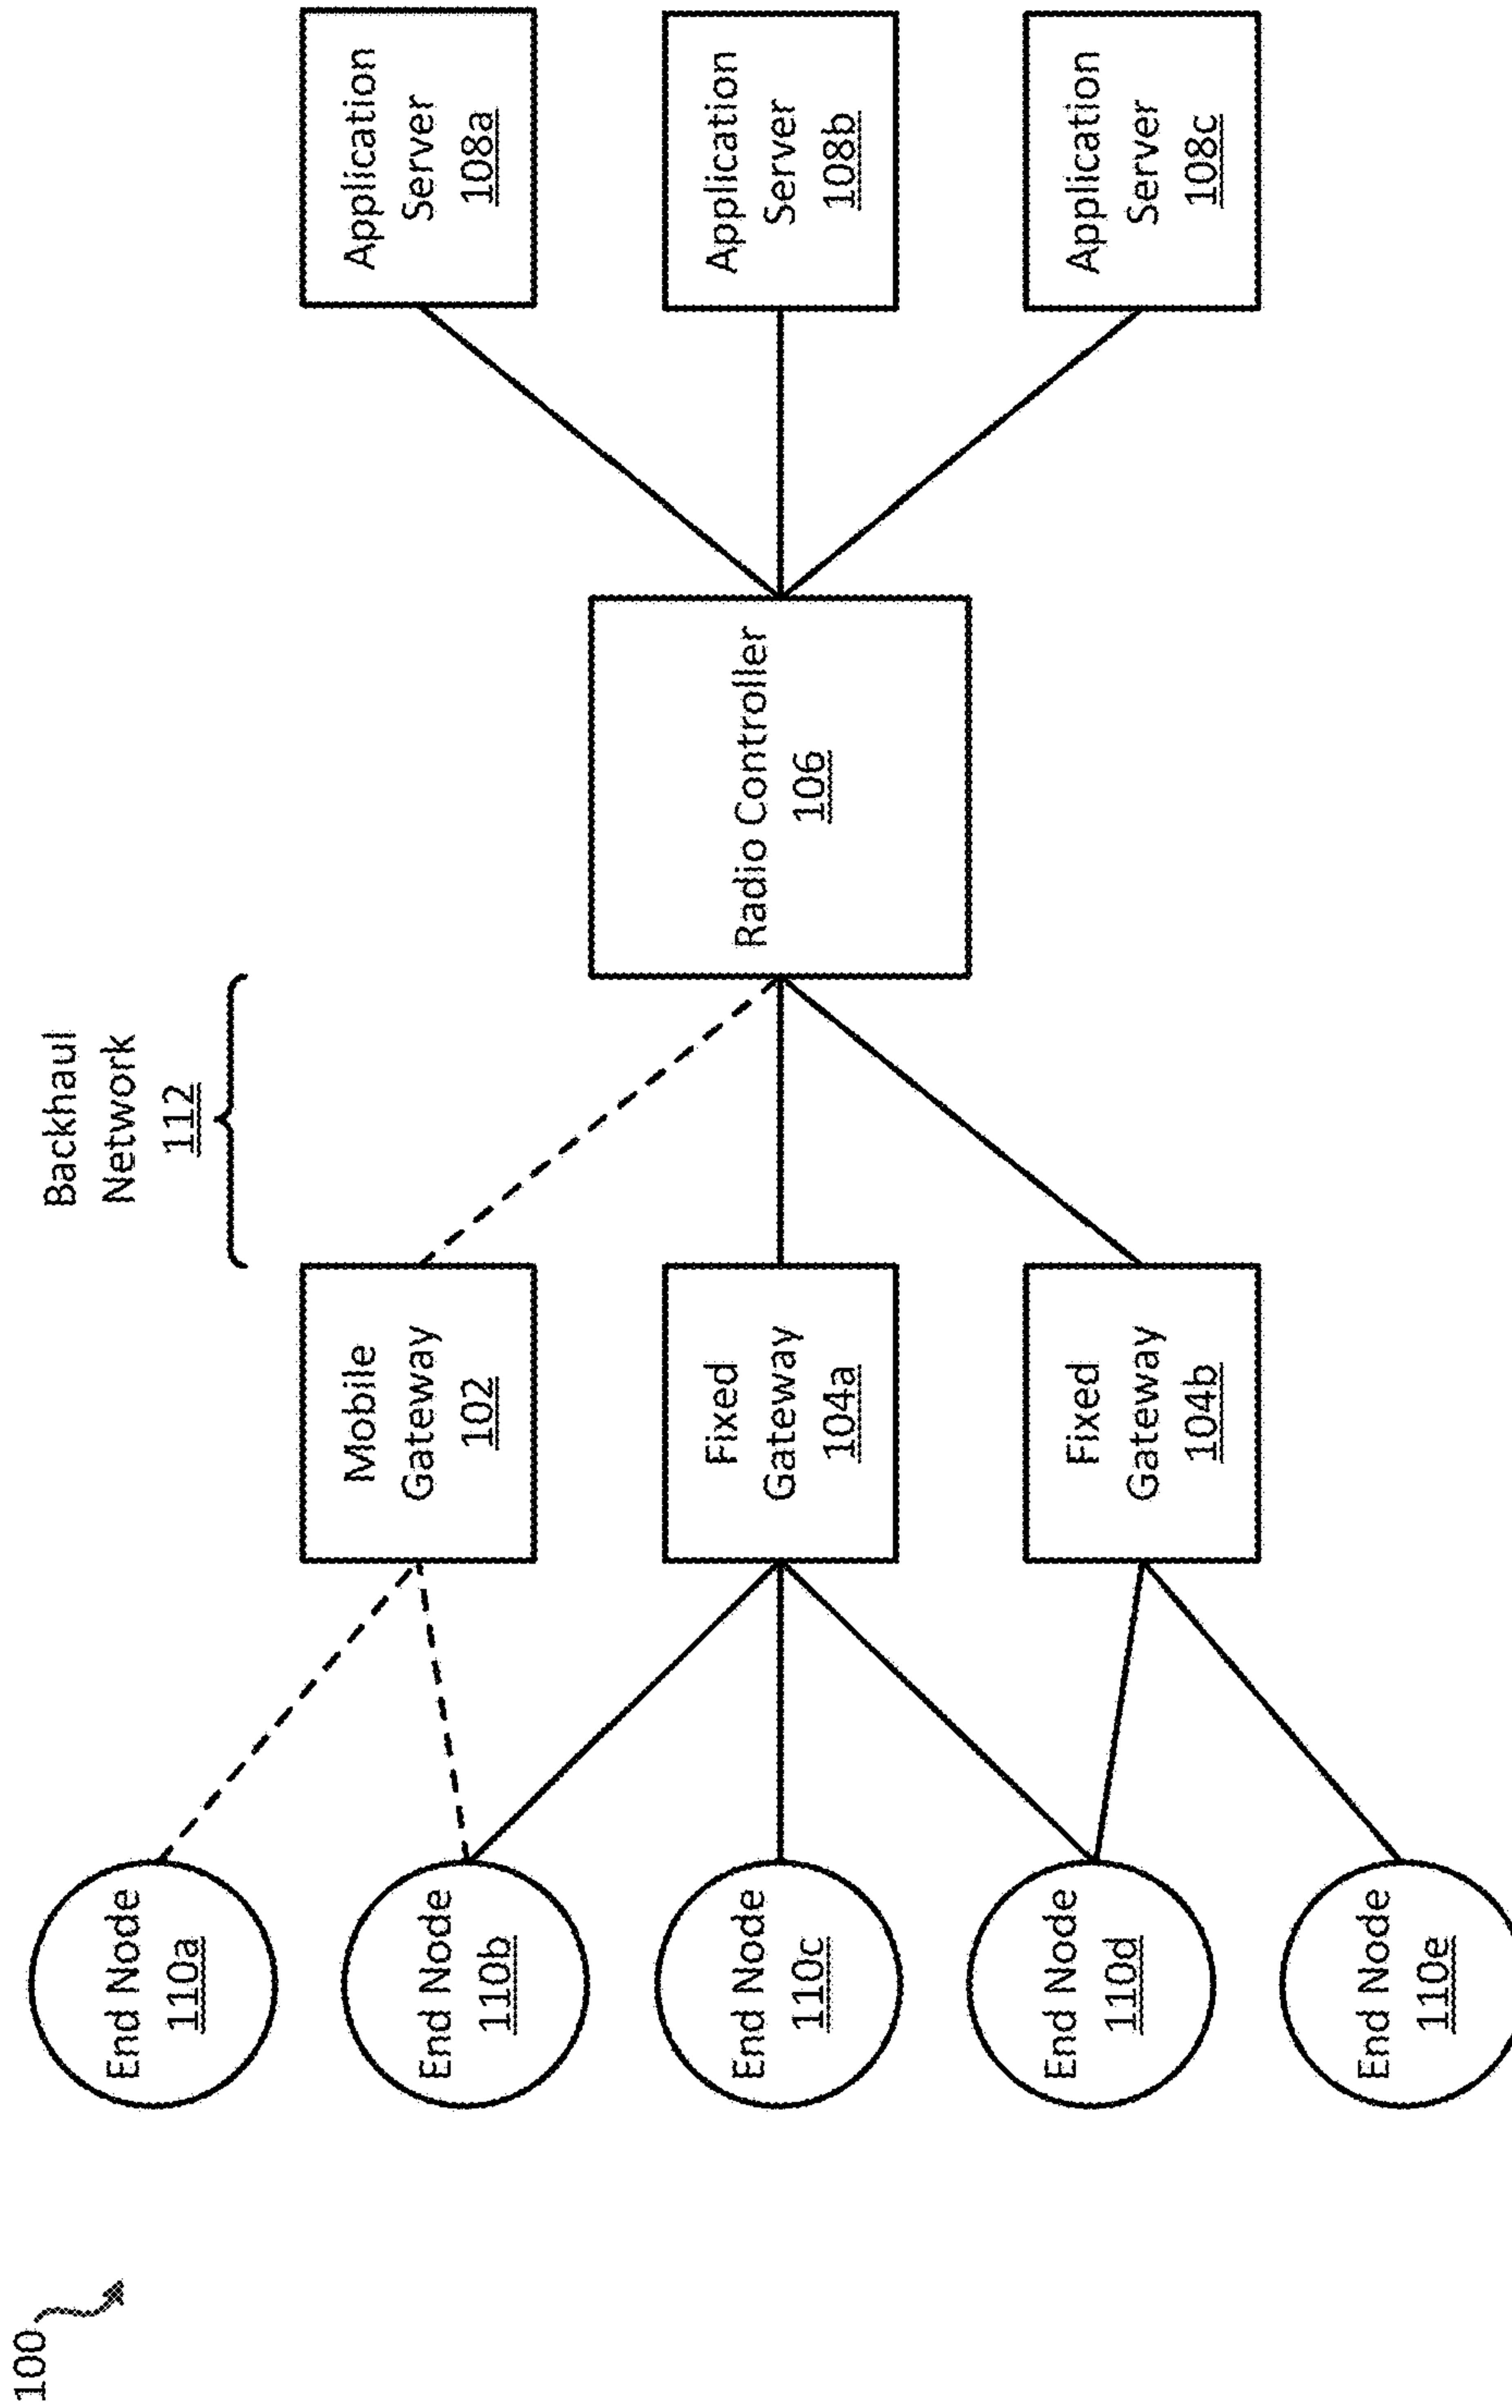 100
Backhaul
Network
112
End Node
110a
End Node
110b
End Node
110c
End Node
110d
End Node
110e
Mobile
Gateway
102
Fixed
Gateway
104a
Fixed
Gateway
104b
Radio Controller
106
Application
Server
108a
Application
Server
108b
Application
Server
108c